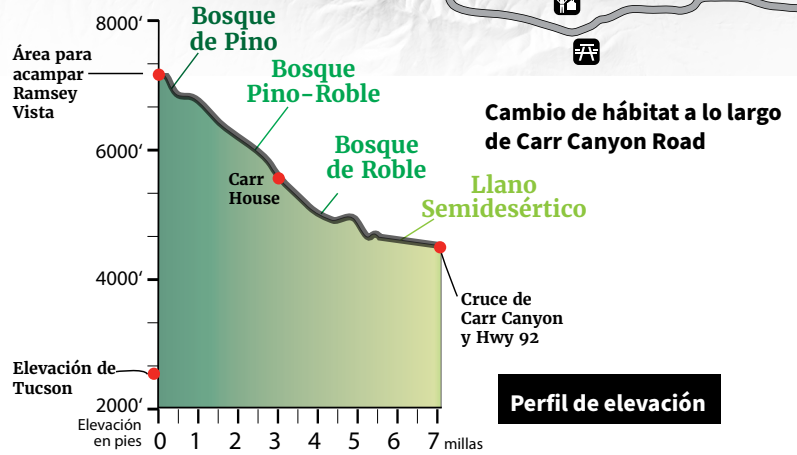 8000‘
Bosque
de Pino
Área para
acampar
Ramsey
Vista
Bosque
Pino-Roble
Cambio de hábitat a lo largo
de Carr Canyon Road
6000‘
Bosque
de Roble
Carr
House
Llano
Semidesértico
4000‘
Cruce de
Carr Canyon
y Hwy 92
Elevación de
Tucson
2000‘
Perfil de elevación
Elevación
en pies
0 1 2 3 4 5 6 7 millas